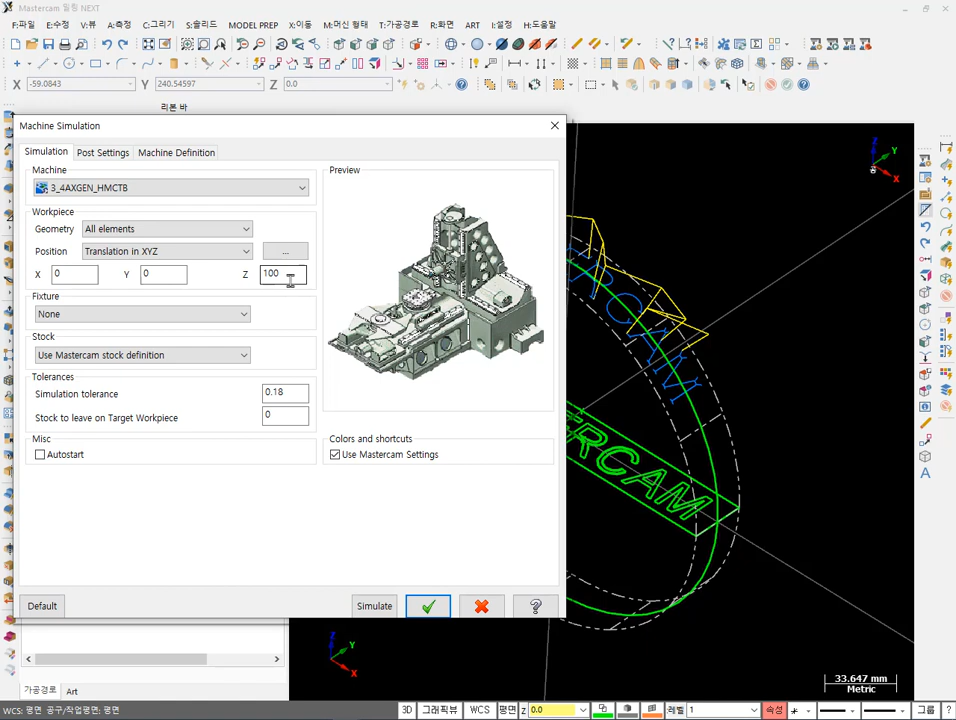 Mastercam 밀링 NEXT
F:파일 E:수정 V:뷰 A:측정 C:그리기 S:솔리드 MODEL PREP X:이동 M:머신 형태 T:가공경로 R:화면 ART I:설정 H:도움말
X -59.0843 Y 240.54597 Z 0.0
리본 바
Machine Simulation
Simulation Post Settings Machine Definition
Machine
3_4AXGEN_HMCTB
Workpiece
Geometry All elements
Position Translation in XYZ ...
X 0 Y 0 Z 100
Fixture
None
Stock
Use Mastercam stock definition
Tolerances
Simulation tolerance 0.18
Stock to leave on Target Workpiece 0
Misc
Autostart
Preview
Colors and shortcuts
Use Mastercam Settings
Default Simulate
Z Y X
ERCAM
Z Y X
33.647 mm
Metric
가공경로 Art
WCS: 평면 공구/작업평면: 평면 3D 그래픽뷰 WCS 평면 Z 0.0 레벨 1 속성 그룹